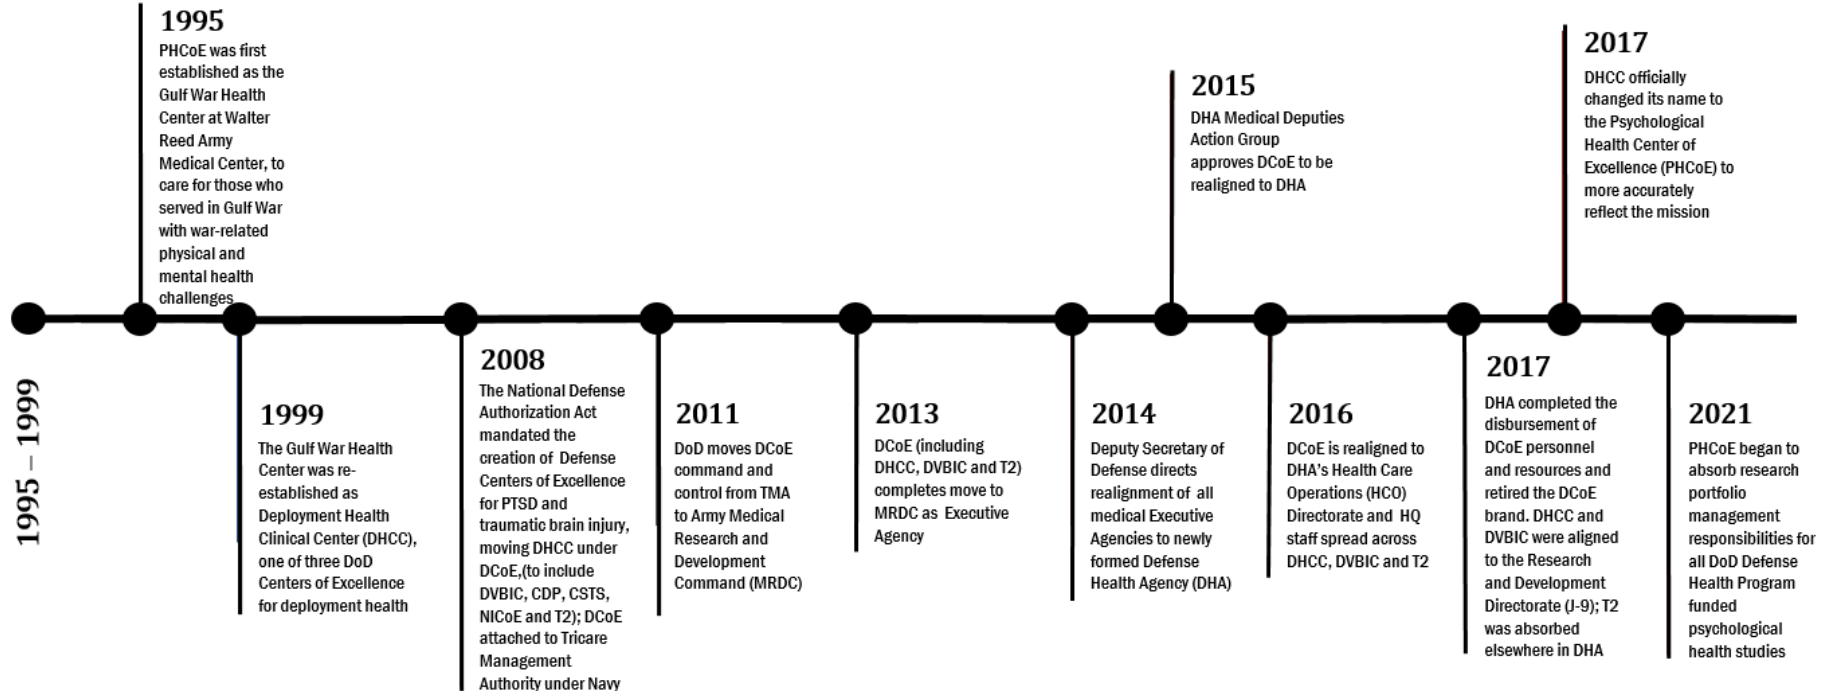 1995
PHCoE was first
established as the
Gulf War Health
Center at Walter
Reed Army
Medical Center, to
care for those who
served in Gulf War
with war-related
physical and
mental health
challenges
2015
DHA Medical Deputies
Action Group
approves DCoE to be
realigned to DHA
2017
DHCC officially
changed its name to
the Psychological
Health Center of
Excellence (PHCoE) to
more accurately
reflect the mission
1995 – 1999
1999
The Gulf War Health
Center was re-
established as
Deployment Health
Clinical Center (DHCC),
one of three DoD
Centers of Excellence
for deployment health
2008
The National Defense
Authorization Act
mandated the
creation of Defense
Centers of Excellence
for PTSD and
traumatic brain injury,
moving DHCC under
DCoE,(to include
DVBIC, CDP, CSTS,
NICoE and T2); DCoE
attached to Tricare
Management
Authority under Navy
2011
DoD moves DCoE
command and
control from TMA
to Army Medical
Research and
Development
Command (MRDC)
2013
DCoE (including
DHCC, DVBIC and T2)
completes move to
MRDC as Executive
Agency
2014
Deputy Secretary of
Defense directs
realignment of all
medical Executive
Agencies to newly
formed Defense
Health Agency (DHA)
2016
DCoE is realigned to
DHA's Health Care
Operations (HCO)
Directorate and HQ
staff spread across
DHCC, DVBIC and T2
2017
DHA completed the
disbursement of
DCoE personnel
and resources and
retired the DCoE
brand. DHCC and
DVBIC were aligned
to the Research
and Development
Directorate (J-9); T2
was absorbed
elsewhere in DHA
2021
PHCoE began to
absorb research
portfolio
management
responsibilities for
all DoD Defense
Health Program
funded
psychological
health studies